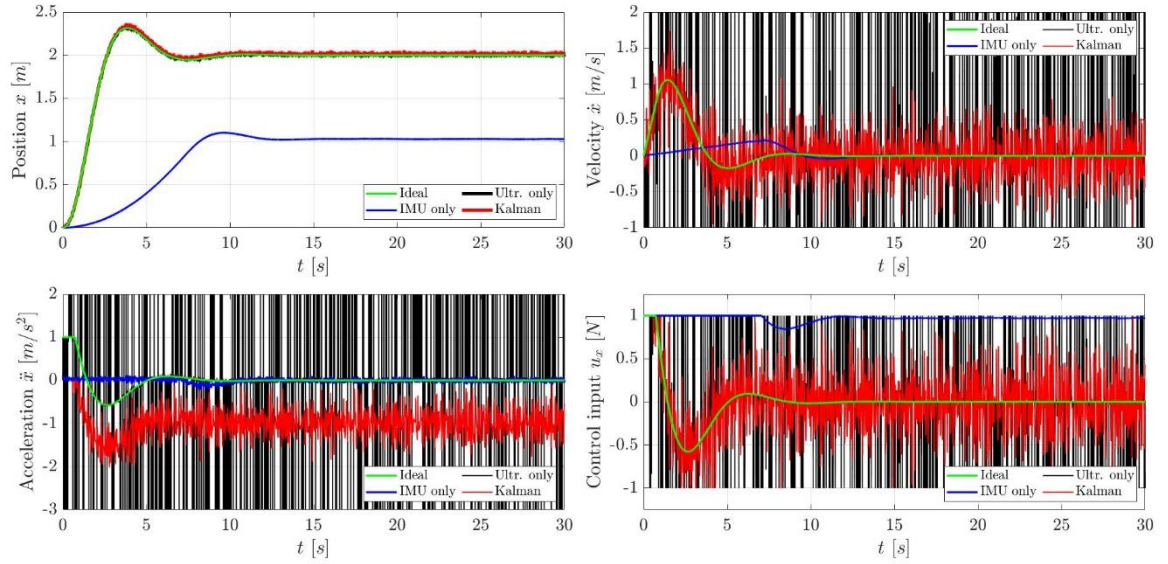 Position x [m]
2.5
2
1.5
1
0.5
0
Ideal
Ultr. only
IMU only
Kalman
0 5 10 15 20 25 30
t [s]
Velocity ẋ [m/s]
2
1.5
1
0.5
0
-0.5
-1
Ideal
Ultr. only
IMU only
Kalman
0 5 10 15 20 25 30
t [s]
Acceleration ẍ [m/s²]
2
1
0
-1
-2
-3
Ideal
Ultr. only
IMU only
Kalman
0 5 10 15 20 25 30
t [s]
Control input uₓ [N]
1
0.5
0
-0.5
-1
Ideal
Ultr. only
IMU only
Kalman
0 5 10 15 20 25 30
t [s]